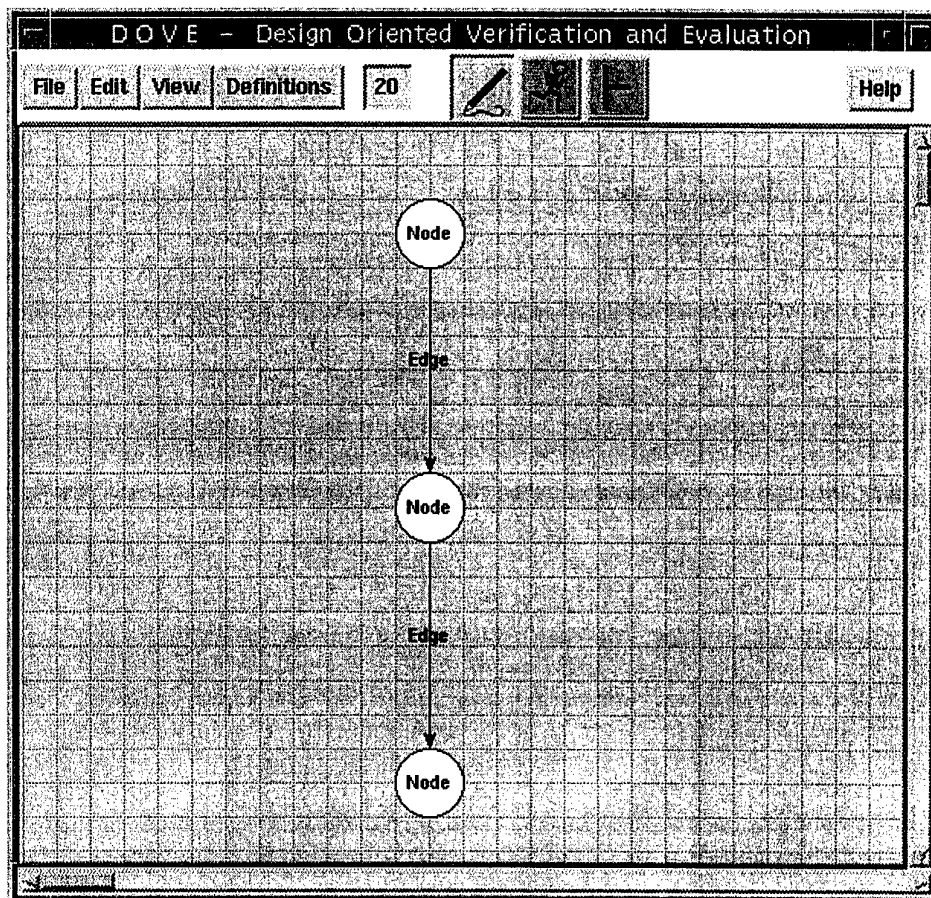 D O V E – Design Oriented Verification and Evaluation
File Edit View Definitions 20 Help
Node
Edge
Node
Edge
Node